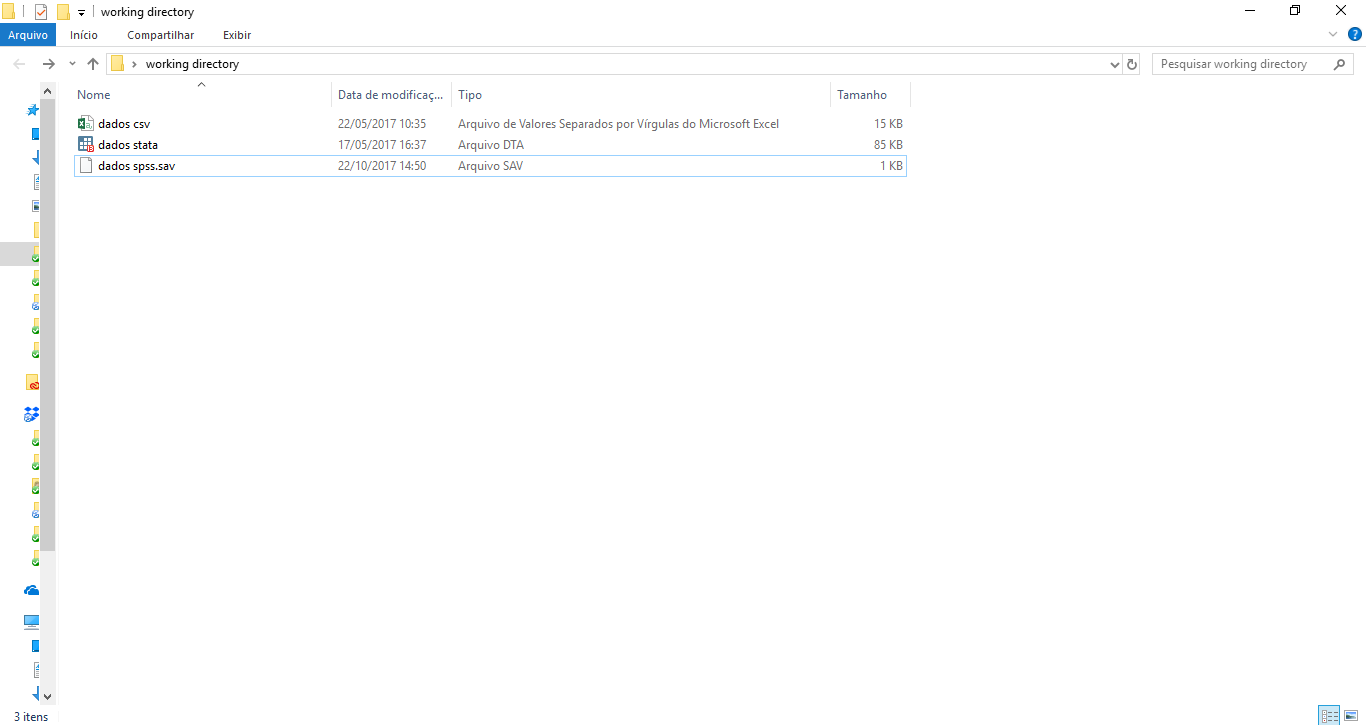 working directory
Arquivo Início Compartilhar Exibir
working directory Pesquisar working directory
Nome Data de modificaç... Tipo Tamanho
dados csv 22/05/2017 10:35 Arquivo de Valores Separados por Vírgulas do Microsoft Excel 15 KB
dados stata 17/05/2017 16:37 Arquivo DTA 85 KB
dados spss.sav 22/10/2017 14:50 Arquivo SAV 1 KB
3 itens